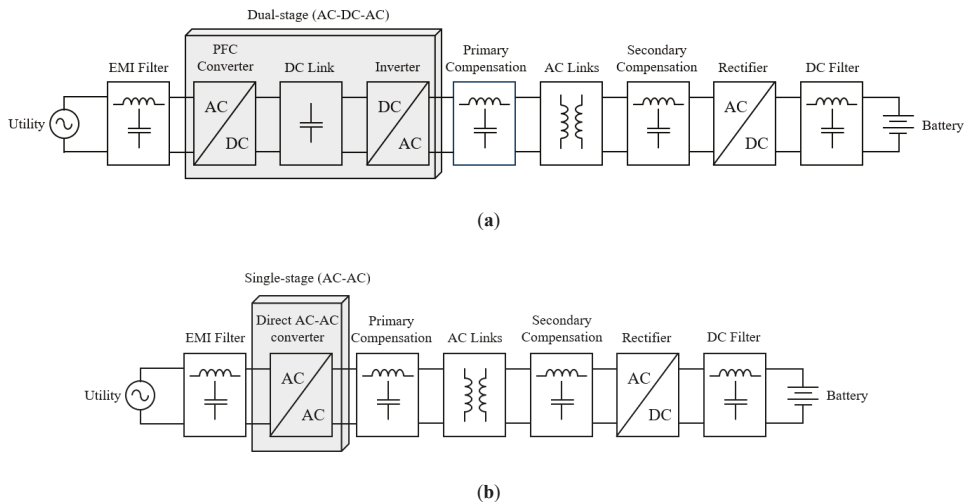 Dual-stage (AC-DC-AC)
EMI Filter
PFC
Converter
DC Link
Inverter
Primary
Compensation
AC Links
Secondary
Compensation
Rectifier
DC Filter
Utility
AC
DC
DC
AC
AC
DC
Battery
(a)
Single-stage (AC-AC)
EMI Filter
Direct AC-AC
converter
Primary
Compensation
AC Links
Secondary
Compensation
Rectifier
DC Filter
Utility
AC
AC
AC
DC
Battery
(b)